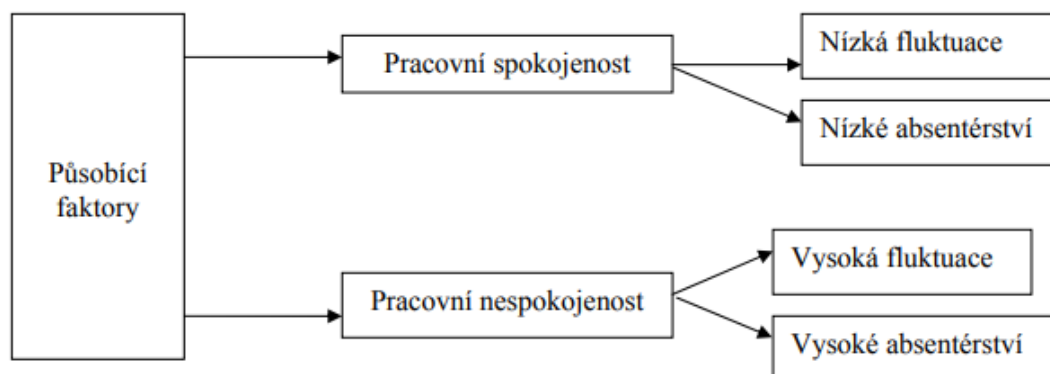 Působící
faktory
Pracovní spokojenost
Nízká fluktuace
Nízké absentérství
Pracovní nespokojenost
Vysoká fluktuace
Vysoké absentérství